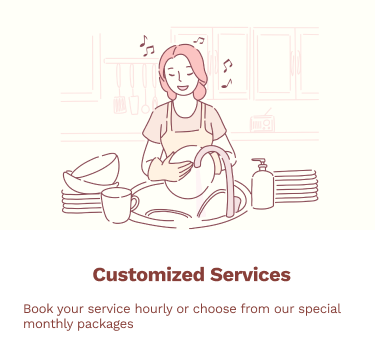 Customized Services
Book your service hourly or choose from our special
monthly packages